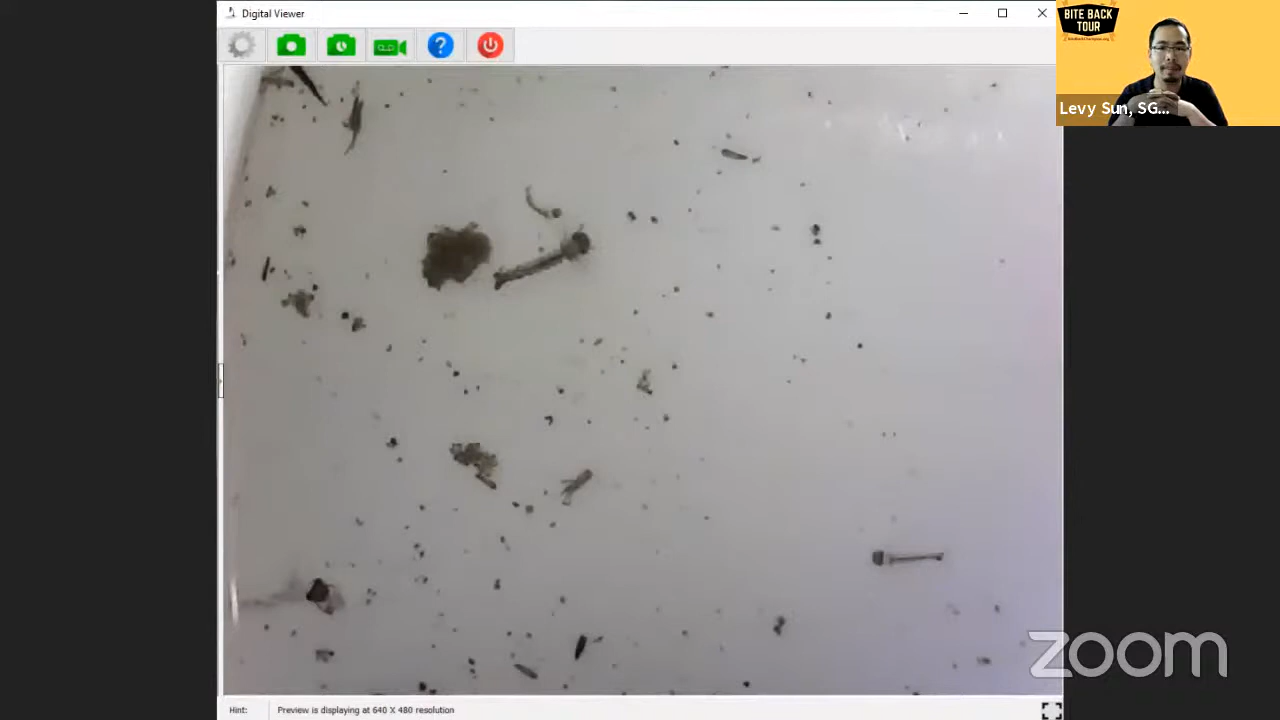 Digital Viewer
?
BITE BACK
TOUR
Levy Sun, SG...
zoom
Hint:
Preview is displaying at 640 X 480 resolution